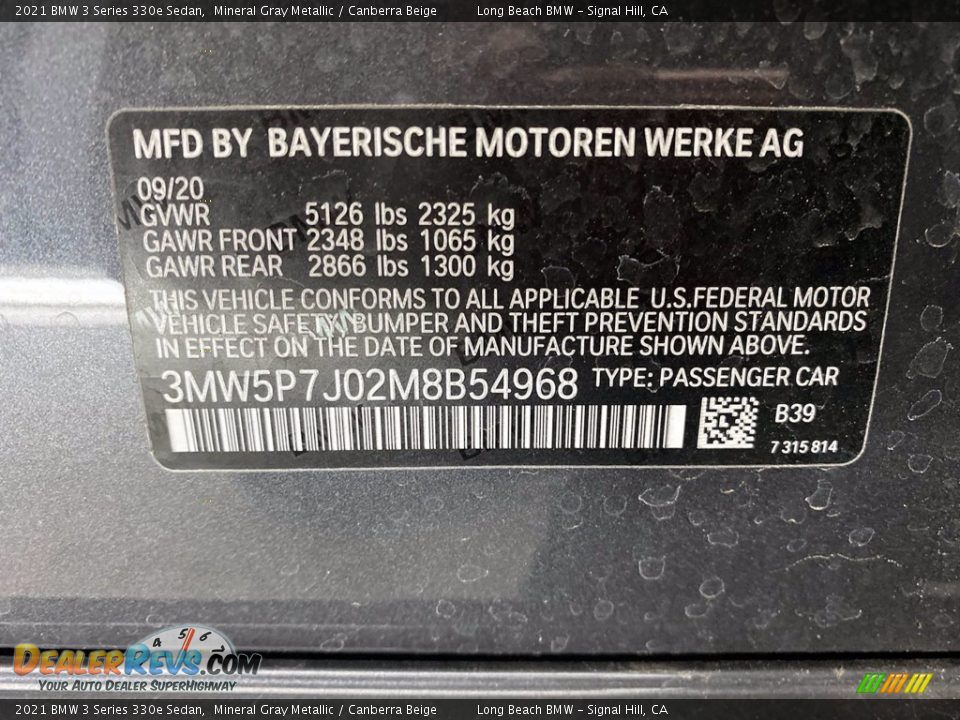 2021 BMW 3 Series 330e Sedan, Mineral Gray Metallic / Canberra Beige Long Beach BMW - Signal Hill, CA
MFD BY BAYERISCHE MOTOREN WERKE AG
09/20
GVWR 5126 lbs 2325 kg
GAWR FRONT 2348 lbs 1065 kg
GAWR REAR 2866 lbs 1300 kg
THIS VEHICLE CONFORMS TO ALL APPLICABLE U.S.FEDERAL MOTOR
VEHICLE SAFETY, BUMPER AND THEFT PREVENTION STANDARDS
IN EFFECT ON THE DATE OF MANUFACTURE SHOWN ABOVE.
3MW5P7J02M8B54968 TYPE: PASSENGER CAR
B39
7 315 814
4 5 6
DEALERREVS.COM
YOUR AUTO DEALER SUPERHIGHWAY
2021 BMW 3 Series 330e Sedan, Mineral Gray Metallic / Canberra Beige Long Beach BMW - Signal Hill, CA